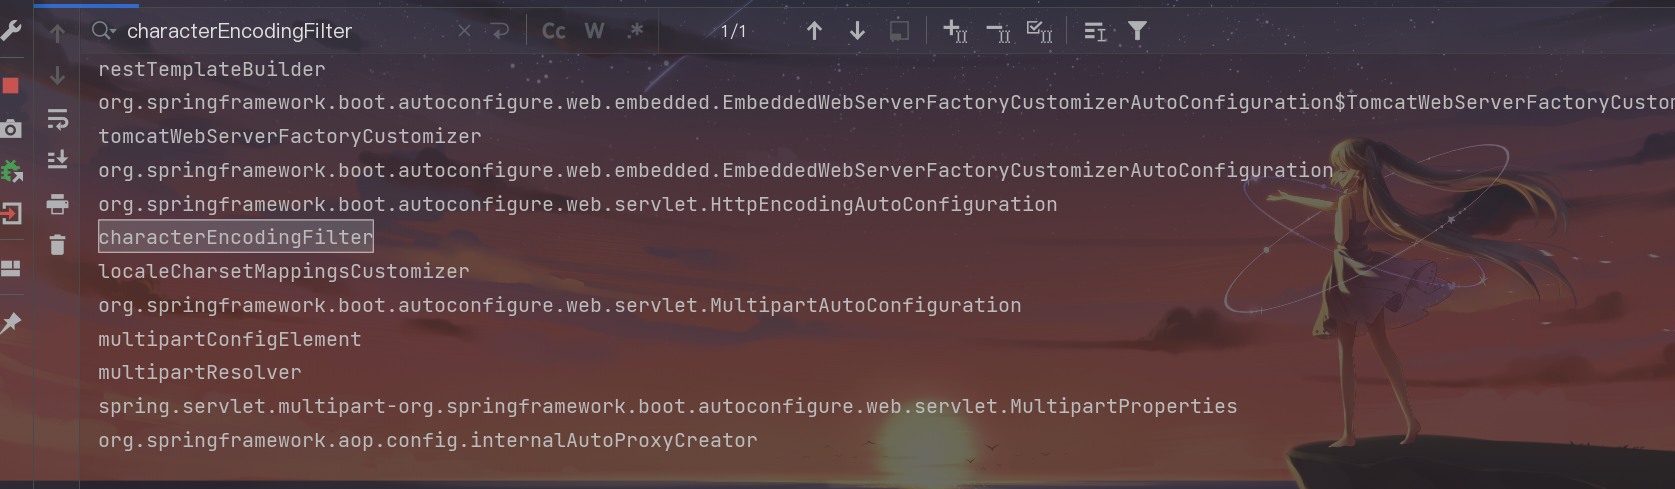 characterEncodingFilter Cc W .* 1/1
restTemplateBuilder
org.springframework.boot.autoconfigure.web.embedded.EmbeddedWebServerFactoryCustomizerAutoConfiguration$TomcatWebServerFactoryCustom
tomcatWebServerFactoryCustomizer
org.springframework.boot.autoconfigure.web.embedded.EmbeddedWebServerFactoryCustomizerAutoConfiguration
org.springframework.boot.autoconfigure.web.servlet.HttpEncodingAutoConfiguration
characterEncodingFilter
localeCharsetMappingsCustomizer
org.springframework.boot.autoconfigure.web.servlet.MultipartAutoConfiguration
multipartConfigElement
multipartResolver
spring.servlet.multipart-org.springframework.boot.autoconfigure.web.servlet.MultipartProperties
org.springframework.aop.config.internalAutoProxyCreator